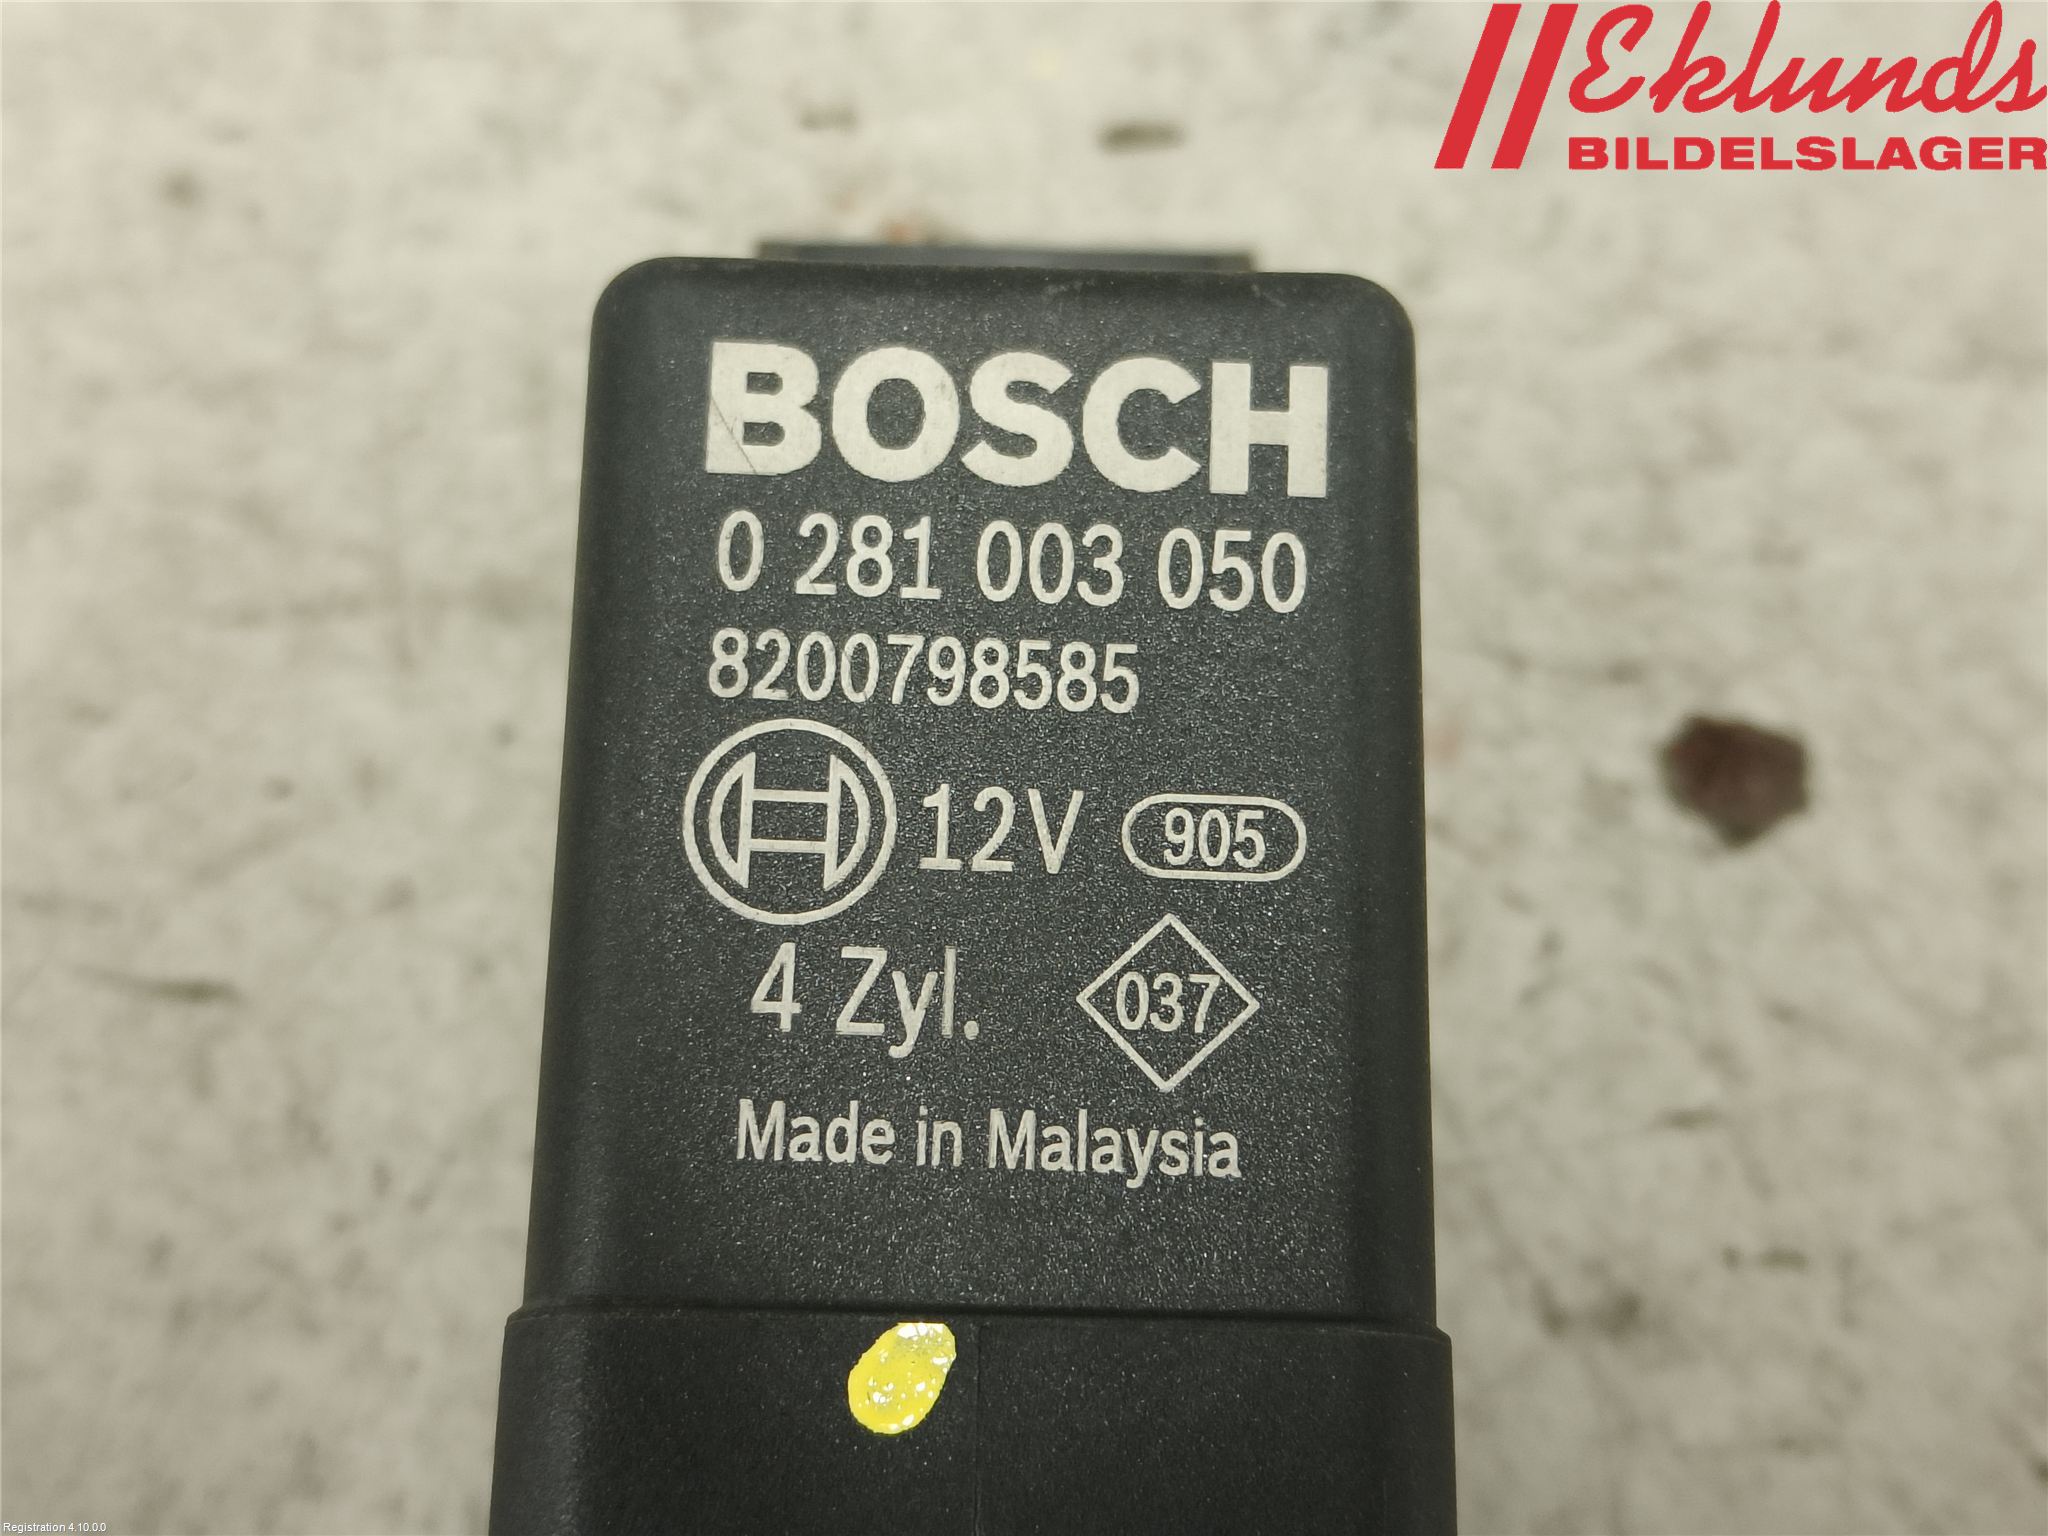 Eklunds
BILDELSLAGER
BOSCH
0 281 003 050
8200798585
12V 905
4 Zyl. 037
Made in Malaysia
Registration 4.10.0.0